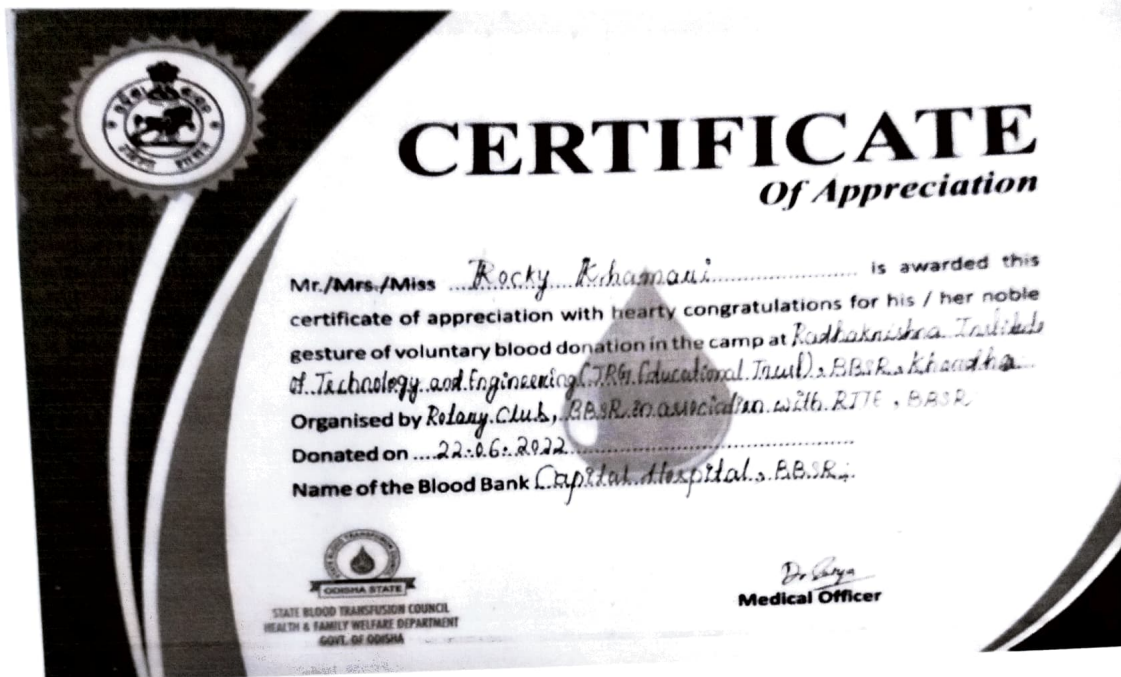 CERTIFICATE
Of Appreciation
Mr./Mrs./Miss Rocky Khamari is awarded this
certificate of appreciation with hearty congratulations for his / her noble
gesture of voluntary blood donation in the camp at Radhakrishna Institute
of Technology and Engineering (JRG Educational Trust), BBSR, Khordha
Organised by Rotary Club, BBSR in association with RITE, BBSR
Donated on 22.06.2022
Name of the Blood Bank Capital Hospital, BBSR.
ODISHA STATE
STATE BLOOD TRANSFUSION COUNCIL
HEALTH & FAMILY WELFARE DEPARTMENT
GOVT. OF ODISHA
Medical Officer